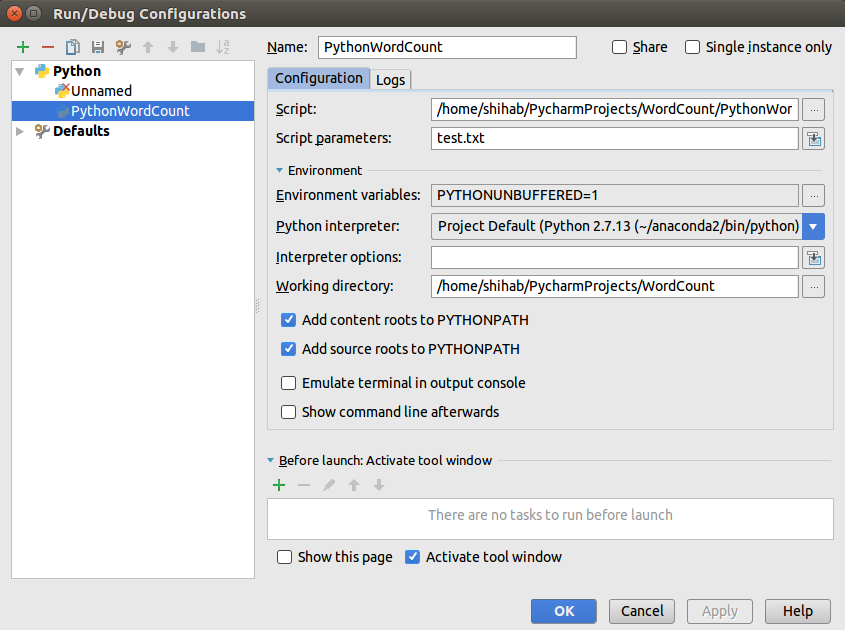 Run/Debug Configurations
Name: PythonWordCount Share Single instance only
Python
Unnamed
PythonWordCount
Defaults
Configuration Logs
Script: /home/shihab/PycharmProjects/WordCount/PythonWor ...
Script parameters: test.txt
Environment
Environment variables: PYTHONUNBUFFERED=1 ...
Python interpreter: Project Default (Python 2.7.13 (~/anaconda2/bin/python)
Interpreter options:
Working directory: /home/shihab/PycharmProjects/WordCount ...
Add content roots to PYTHONPATH
Add source roots to PYTHONPATH
Emulate terminal in output console
Show command line afterwards
Before launch: Activate tool window
There are no tasks to run before launch
Show this page Activate tool window
OK Cancel Apply Help